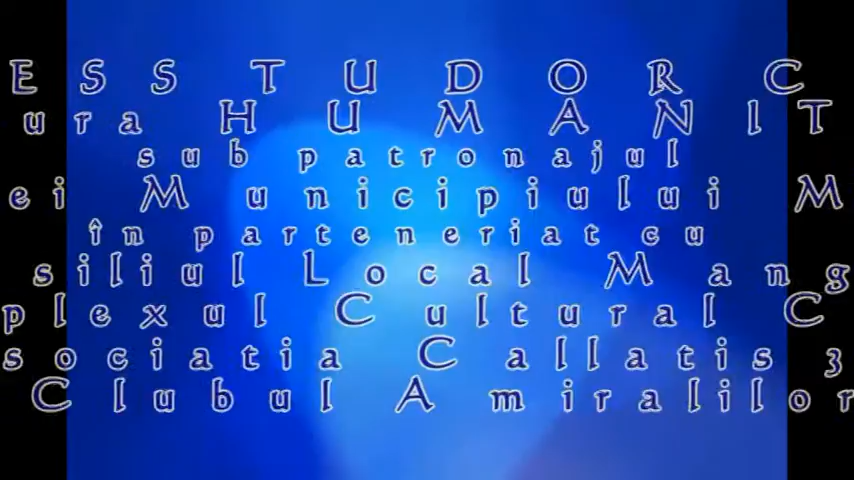 ESS TUDOR C
ura HUMANIT
sub patronajul
ei Municipiului M
în parteneriat cu
siliul Local Mang
plexul Cultural C
sociatia Callatis 3
Clubul Amiralilor